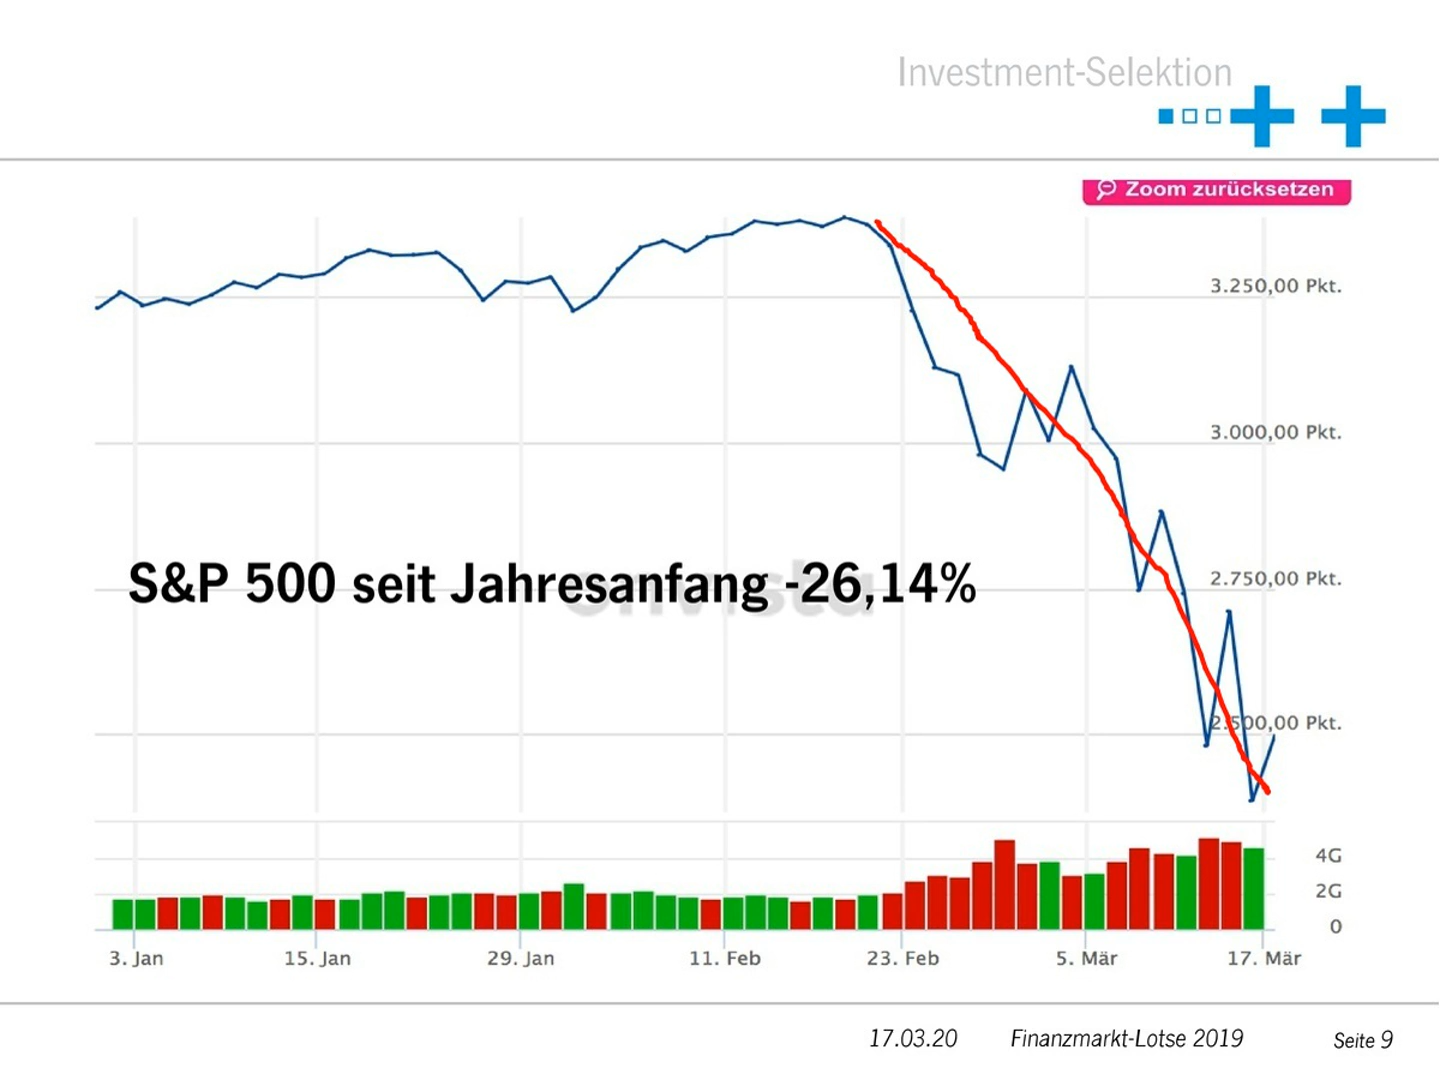 Investment-Selektion
Zoom zurücksetzen
3.250,00 Pkt.
3.000,00 Pkt.
S&P 500 seit Jahresanfang -26,14%
onvista
2.750,00 Pkt.
2.500,00 Pkt.
4G
2G
0
3. Jan 15. Jan 29. Jan 11. Feb 23. Feb 5. Mär 17. Mär
17.03.20 Finanzmarkt-Lotse 2019 Seite 9